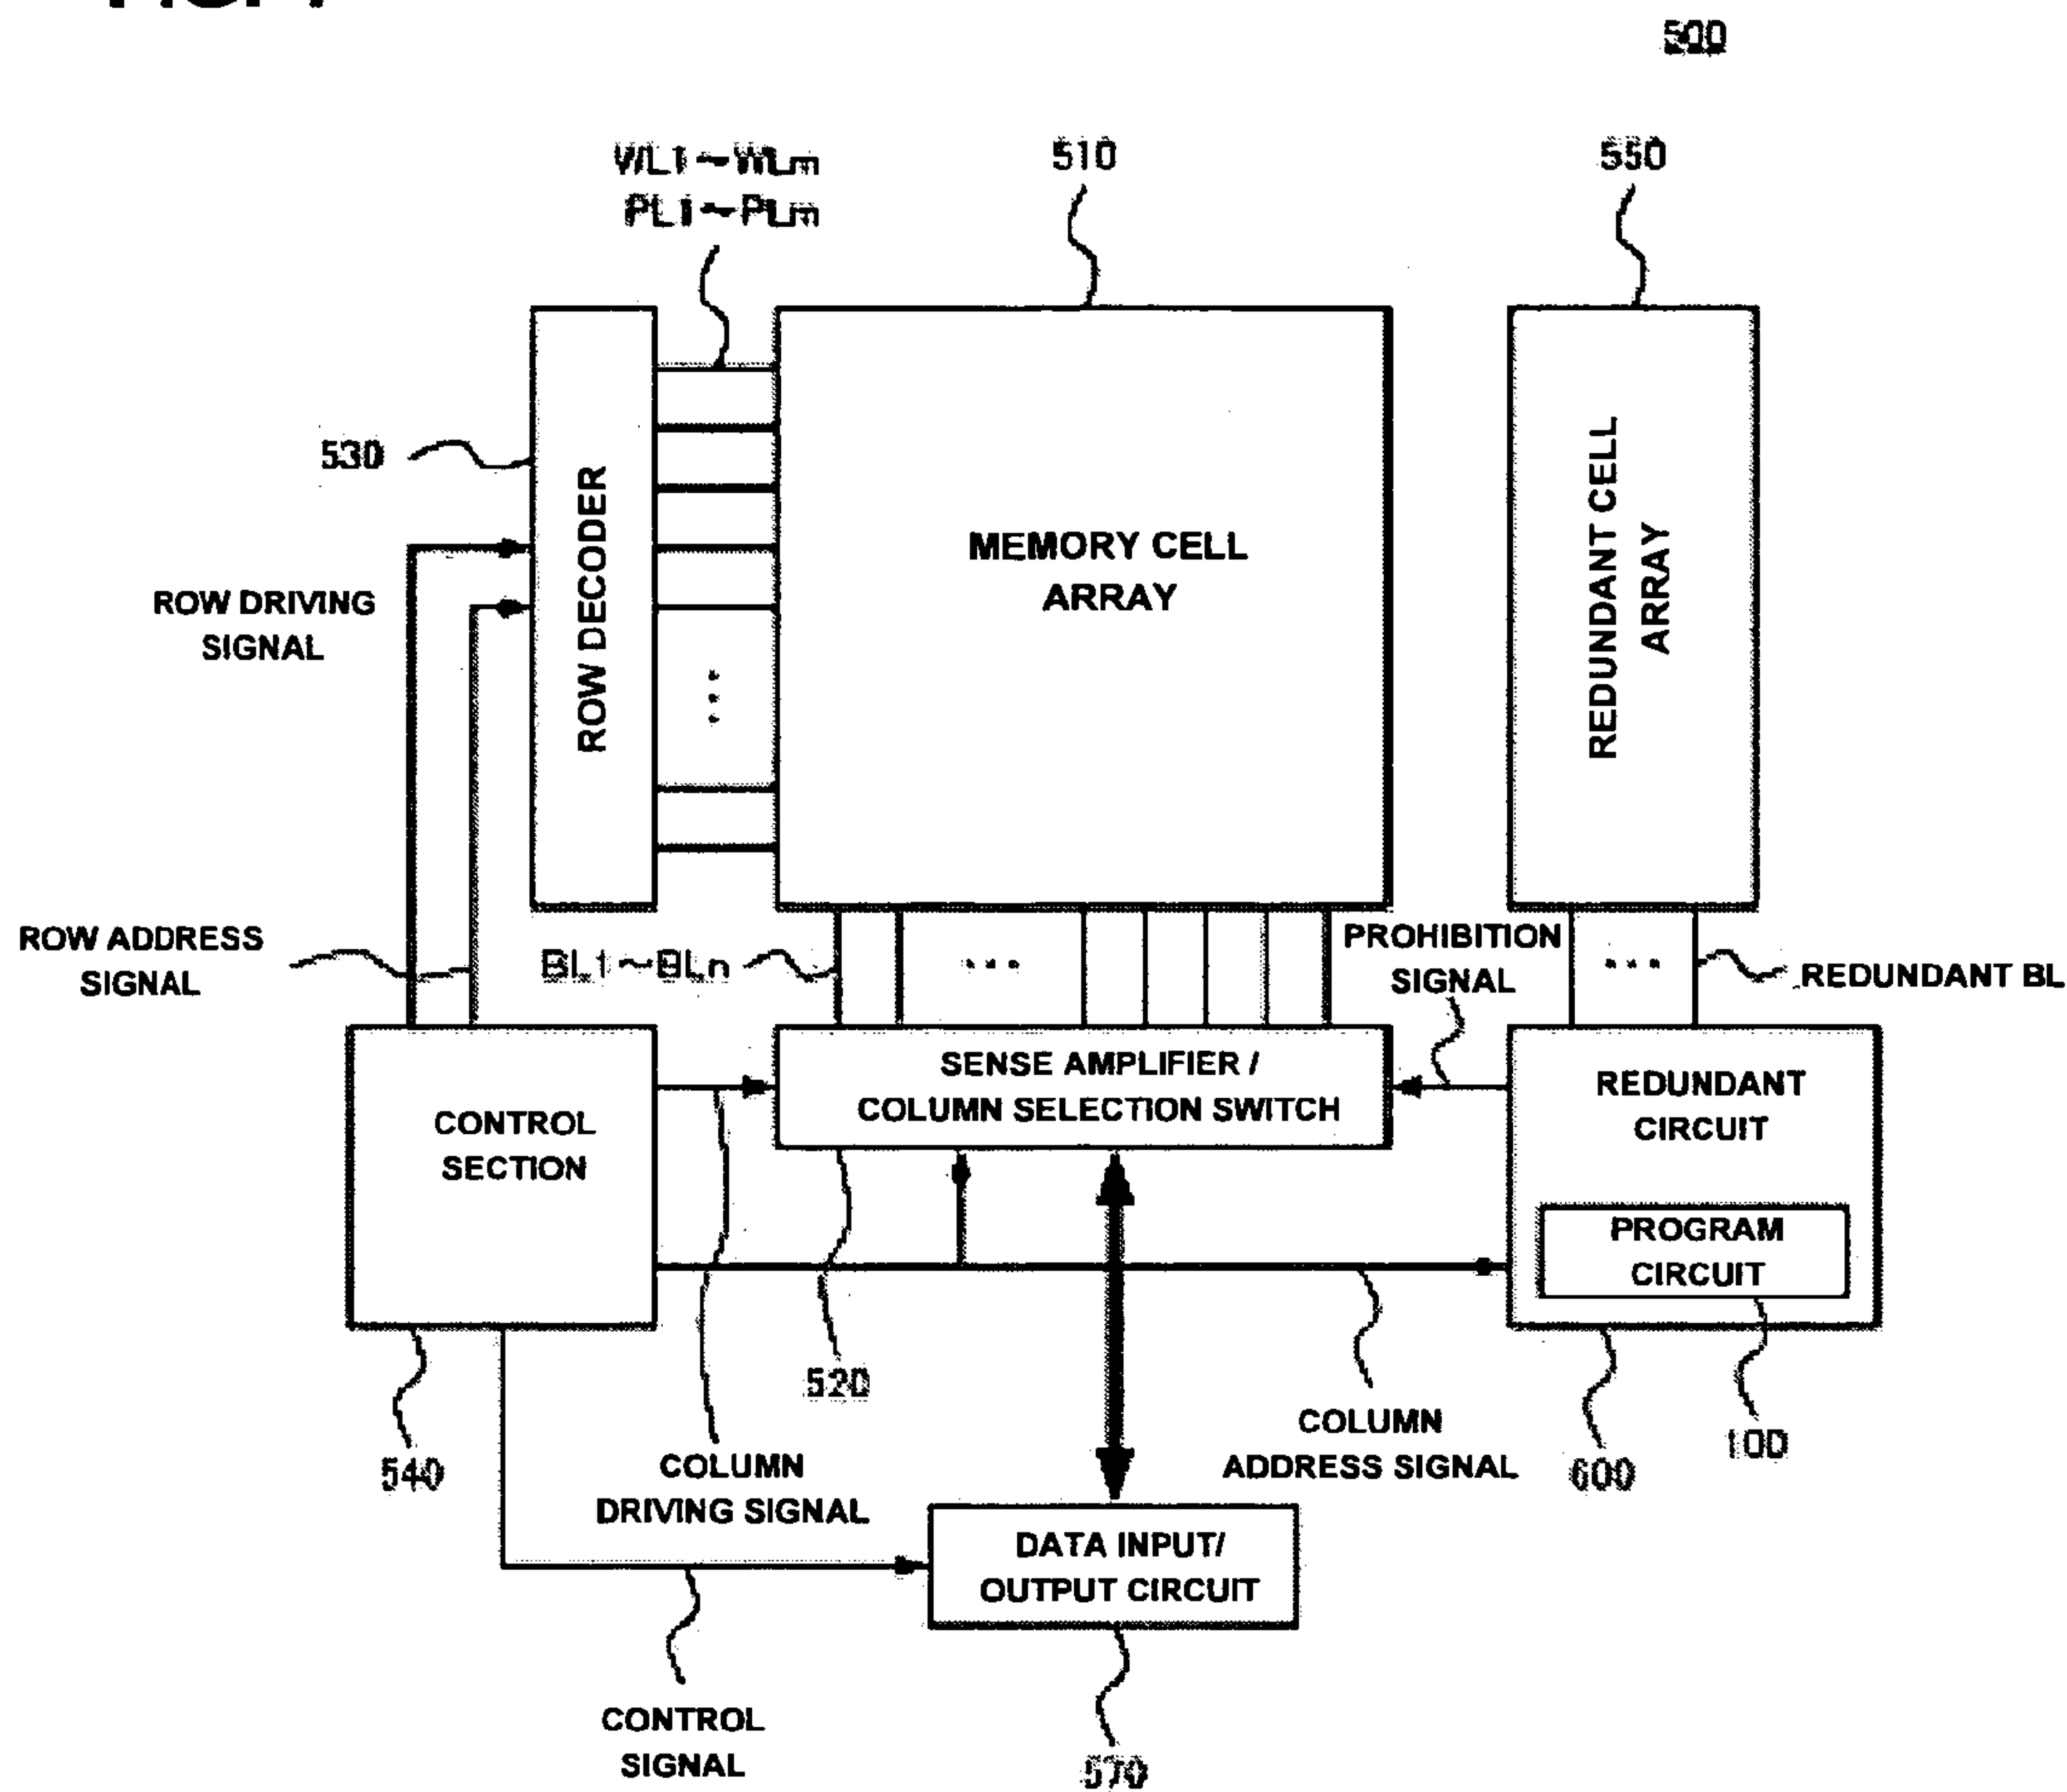 500
WL1~WLm
PL1~PLm
510
550
530
ROW DECODER
MEMORY CELL
ARRAY
REDUNDANT CELL
ARRAY
ROW DRIVING
SIGNAL
ROW ADDRESS
SIGNAL
BL1~BLn
...
PROHIBITION
SIGNAL
...
REDUNDANT BL
CONTROL
SECTION
SENSE AMPLIFIER /
COLUMN SELECTION SWITCH
REDUNDANT
CIRCUIT
PROGRAM
CIRCUIT
540
520
COLUMN
DRIVING SIGNAL
COLUMN
ADDRESS SIGNAL
600
100
DATA INPUT/
OUTPUT CIRCUIT
CONTROL
SIGNAL
570